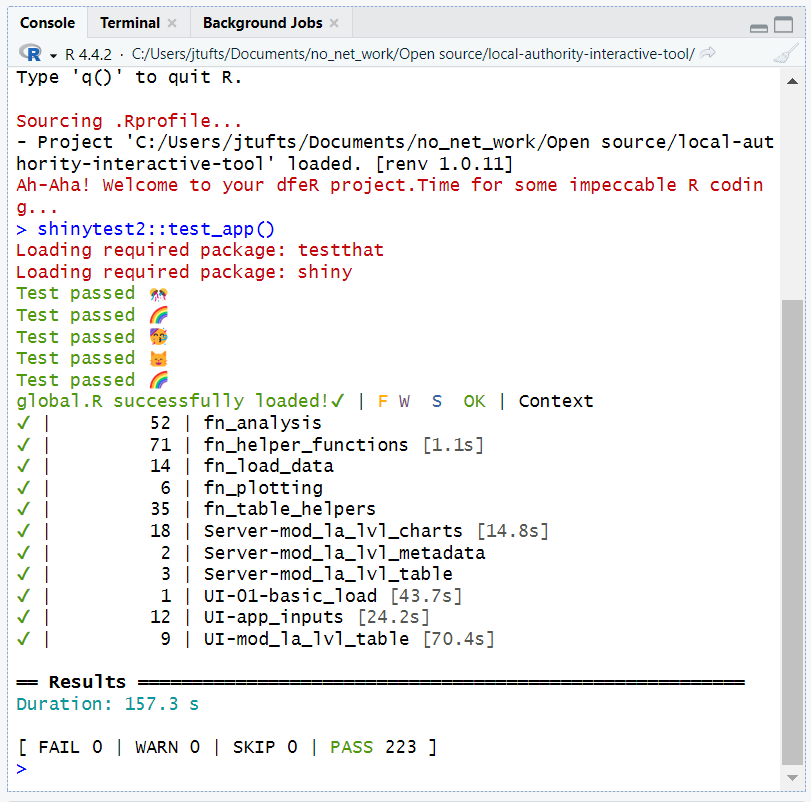 Console Terminal × Background Jobs ×
R 4.4.2 · C:/Users/jtufts/Documents/no_net_work/Open source/local-authority-interactive-tool/
Type 'q()' to quit R.
Sourcing .Rprofile...
- Project 'C:/Users/jtufts/Documents/no_net_work/Open source/local-aut
hority-interactive-tool' loaded. [renv 1.0.11]
Ah-Aha! Welcome to your dfeR project.Time for some impeccable R codin
g...
> shinytest2::test_app()
Loading required package: testthat
Loading required package: shiny
Test passed 🎊
Test passed 🌈
Test passed 🥳
Test passed 😸
Test passed 🌈
global.R successfully loaded!✔ | F W  S  OK | Context
✔ |         52 | fn_analysis
✔ |         71 | fn_helper_functions [1.1s]
✔ |         14 | fn_load_data
✔ |          6 | fn_plotting
✔ |         35 | fn_table_helpers
✔ |         18 | Server-mod_la_lvl_charts [14.8s]
✔ |          2 | Server-mod_la_lvl_metadata
✔ |          3 | Server-mod_la_lvl_table
✔ |          1 | UI-01-basic_load [43.7s]
✔ |         12 | UI-app_inputs [24.2s]
✔ |          9 | UI-mod_la_lvl_table [70.4s]
══ Results ════════════════════════════════════════════════════════
Duration: 157.3 s
[ FAIL 0 | WARN 0 | SKIP 0 | PASS 223 ]
>